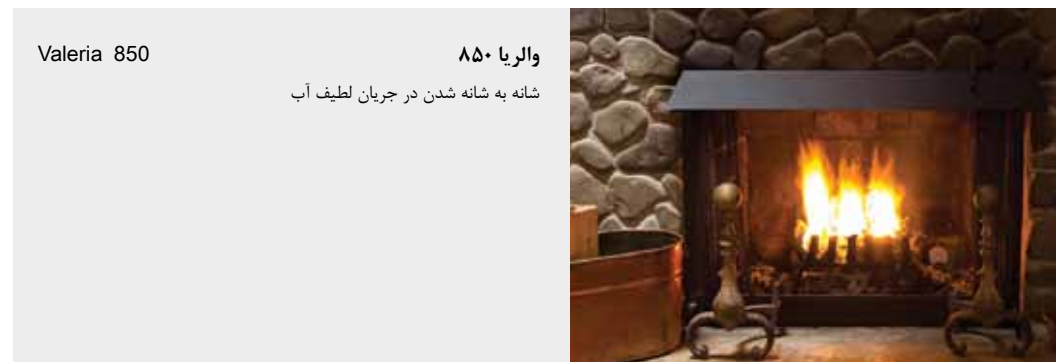 والریا ۸۵۰
Valeria 850
شانه به شانه شدن در جریان لطیف آب